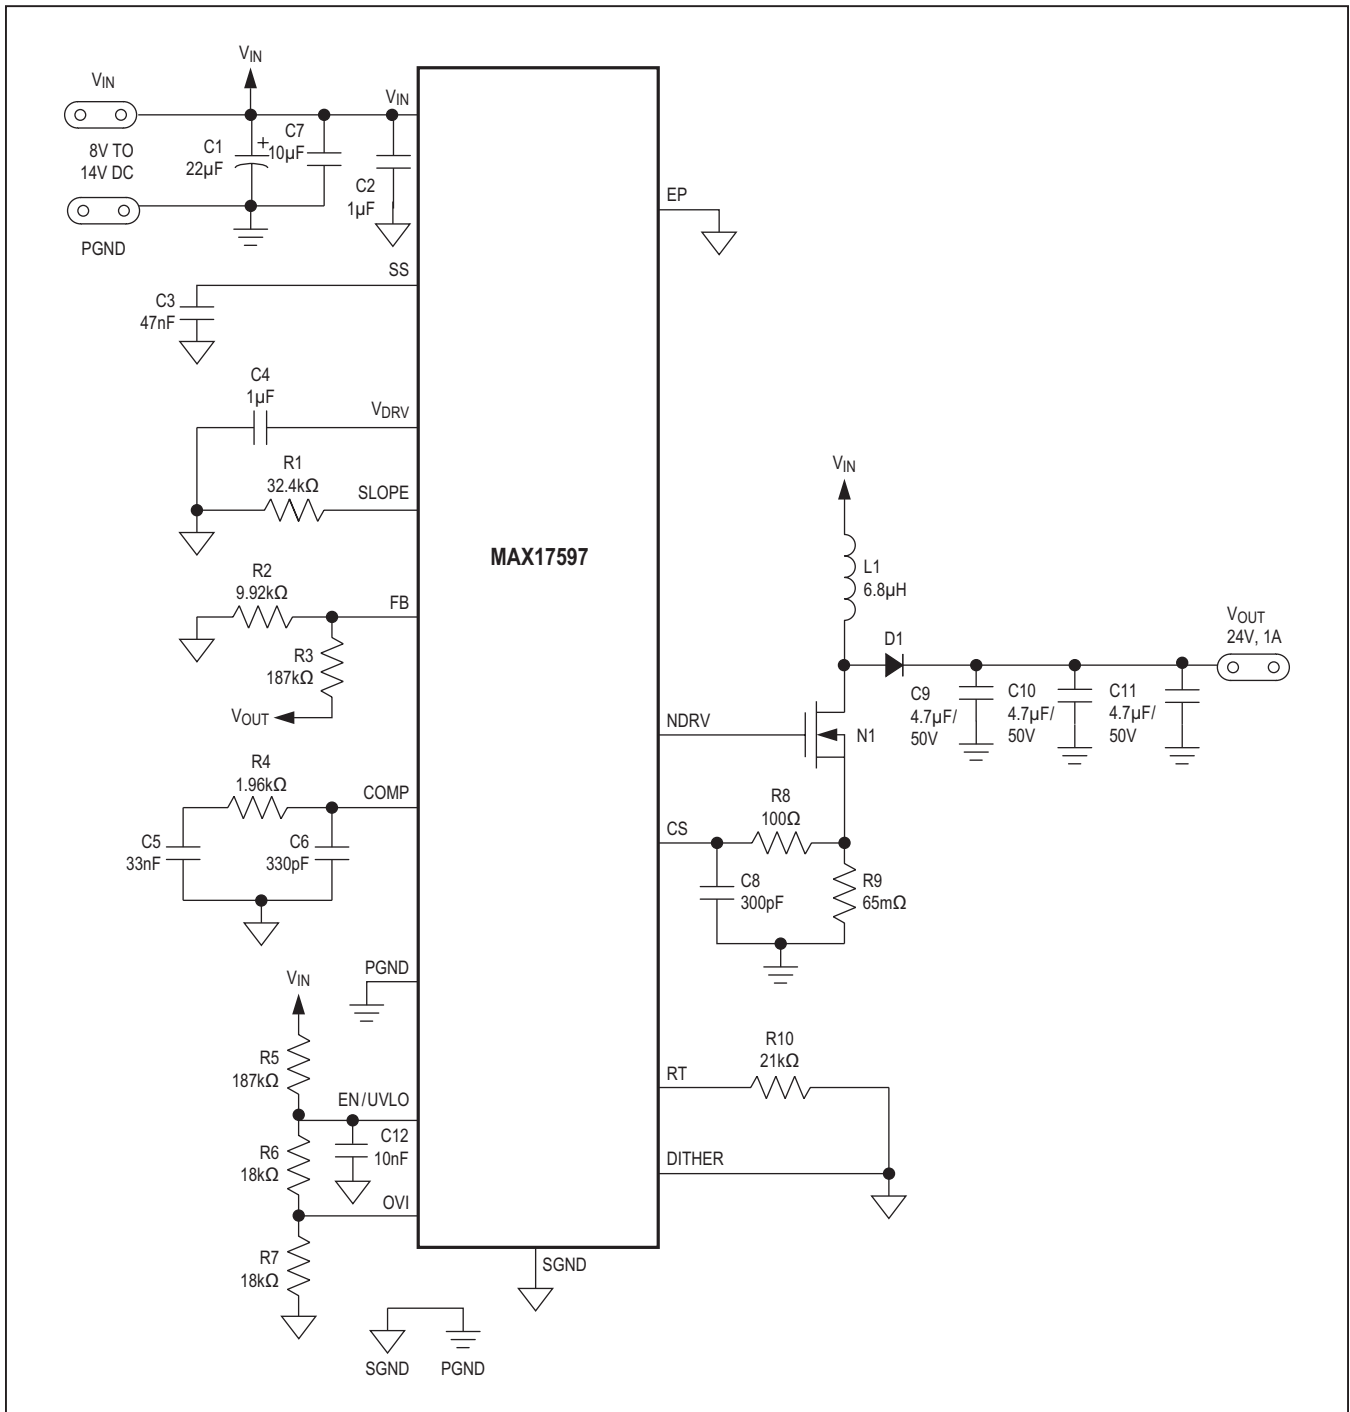 VIN
VIN
8V TO
14V DC
PGND
C1
22µF
+
C7
10µF
C2
1µF
VIN
SS
C3
47nF
C4
1µF
VDRV
R1
32.4kΩ
SLOPE
R2
9.92kΩ
FB
R3
187kΩ
VOUT
R4
1.96kΩ
COMP
C5
33nF
C6
330pF
PGND
VIN
R5
187kΩ
EN/UVLO
C12
10nF
R6
18kΩ
OVI
R7
18kΩ
SGND
SGND
PGND
MAX17597
EP
VIN
L1
6.8µH
D1
VOUT
24V, 1A
C9
4.7µF/
50V
C10
4.7µF/
50V
C11
4.7µF/
50V
NDRV
N1
R8
100Ω
CS
C8
300pF
R9
65mΩ
R10
21kΩ
RT
DITHER